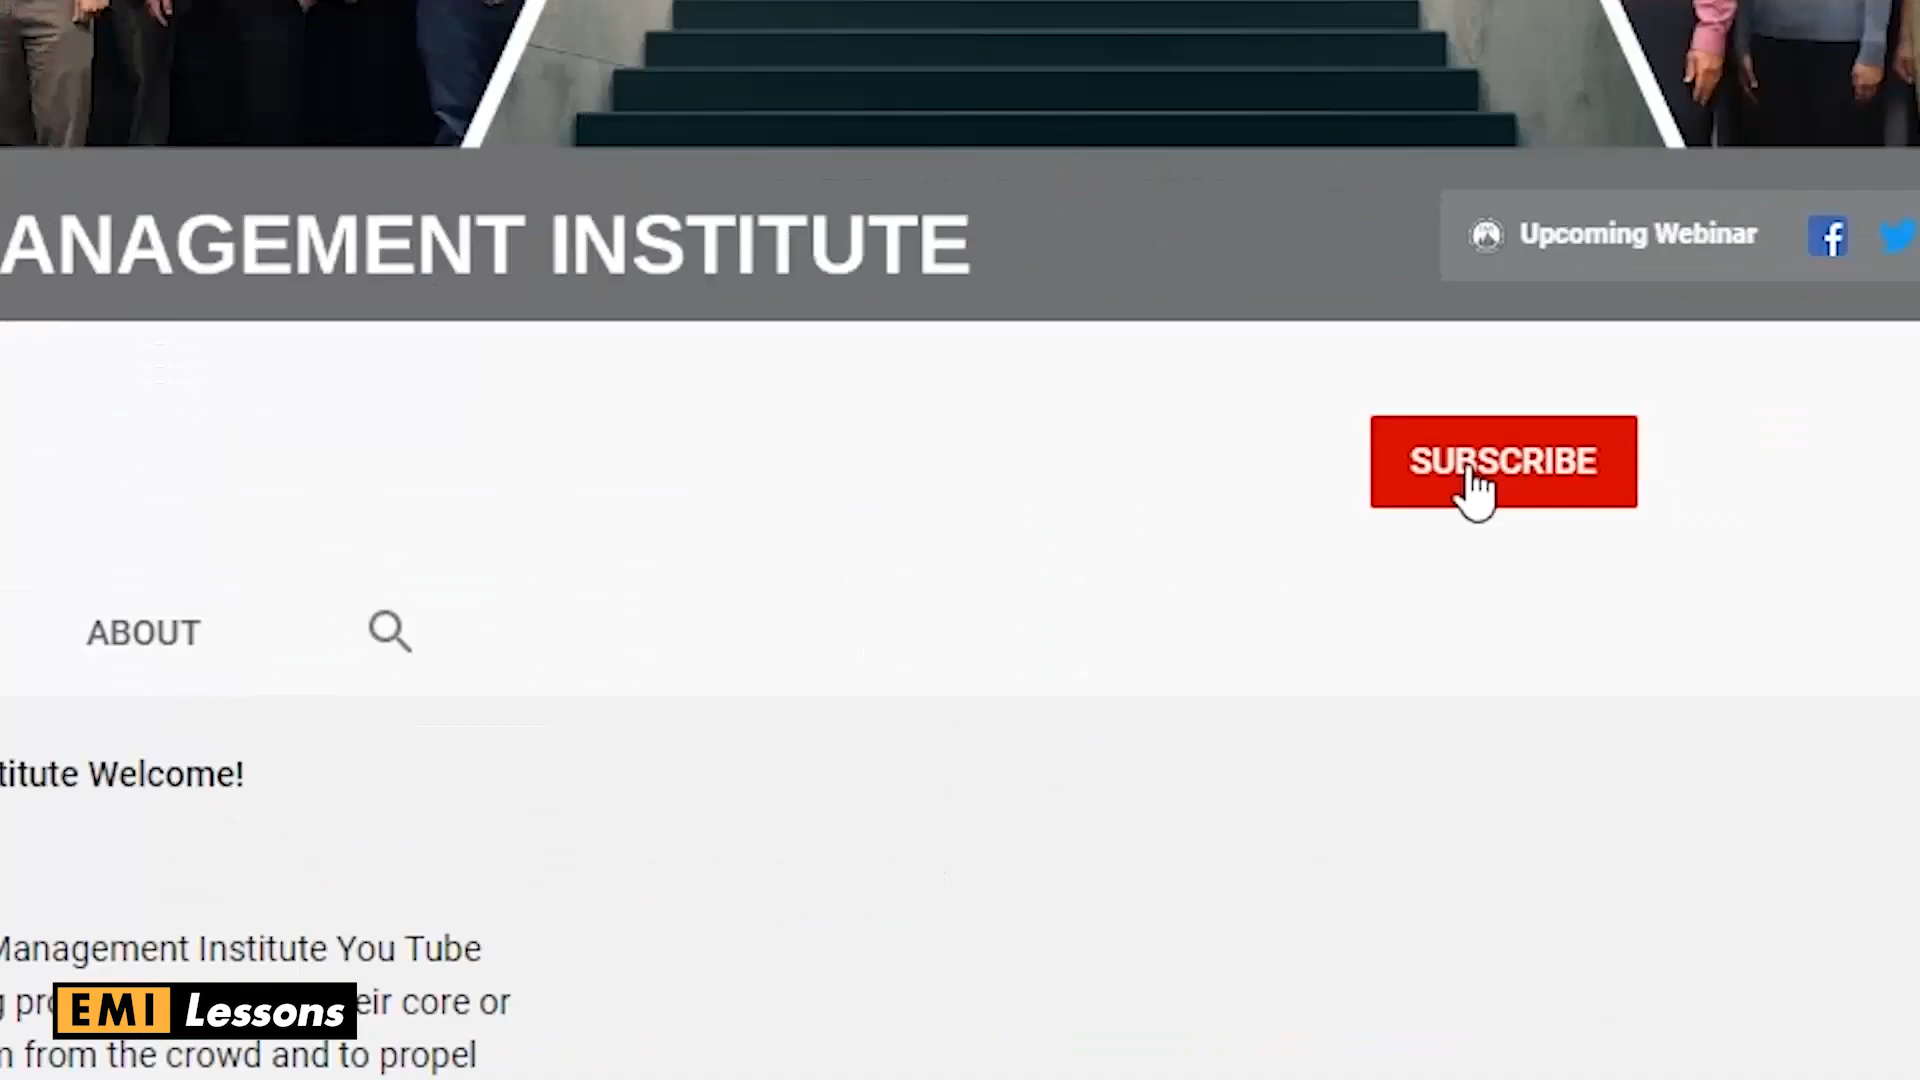 ANAGEMENT INSTITUTE
Upcoming Webinar
SUBSCRIBE
ABOUT
titute Welcome!
Management Institute You Tube
g pro
eir core or
EMI Lessons
n from the crowd and to propel